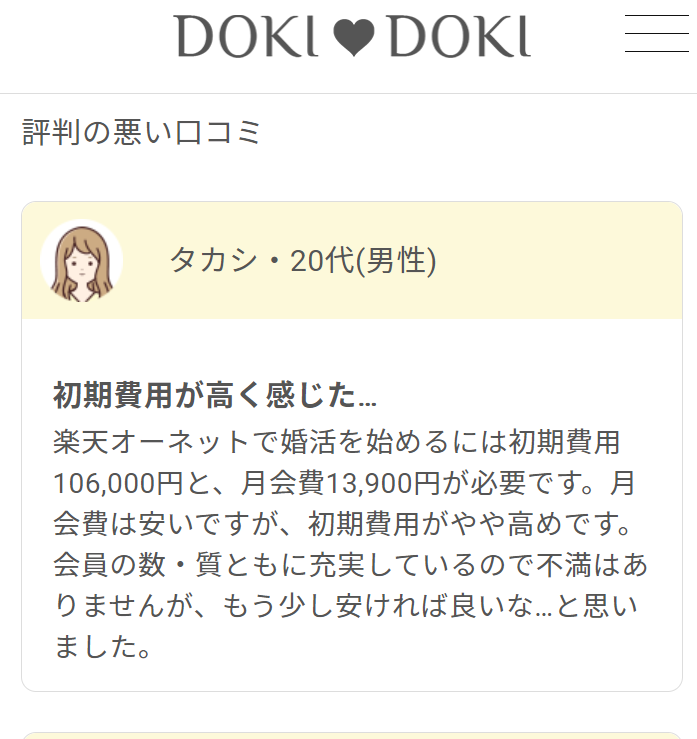 DOKI♥DOKI
評判の悪い口コミ
タカシ・20代(男性)
初期費用が高く感じた…
楽天オーネットで婚活を始めるには初期費用
106,000円と、月会費13,900円が必要です。月
会費は安いですが、初期費用がやや高めです。
会員の数・質ともに充実しているので不満はあ
りませんが、もう少し安ければ良いな…と思い
ました。